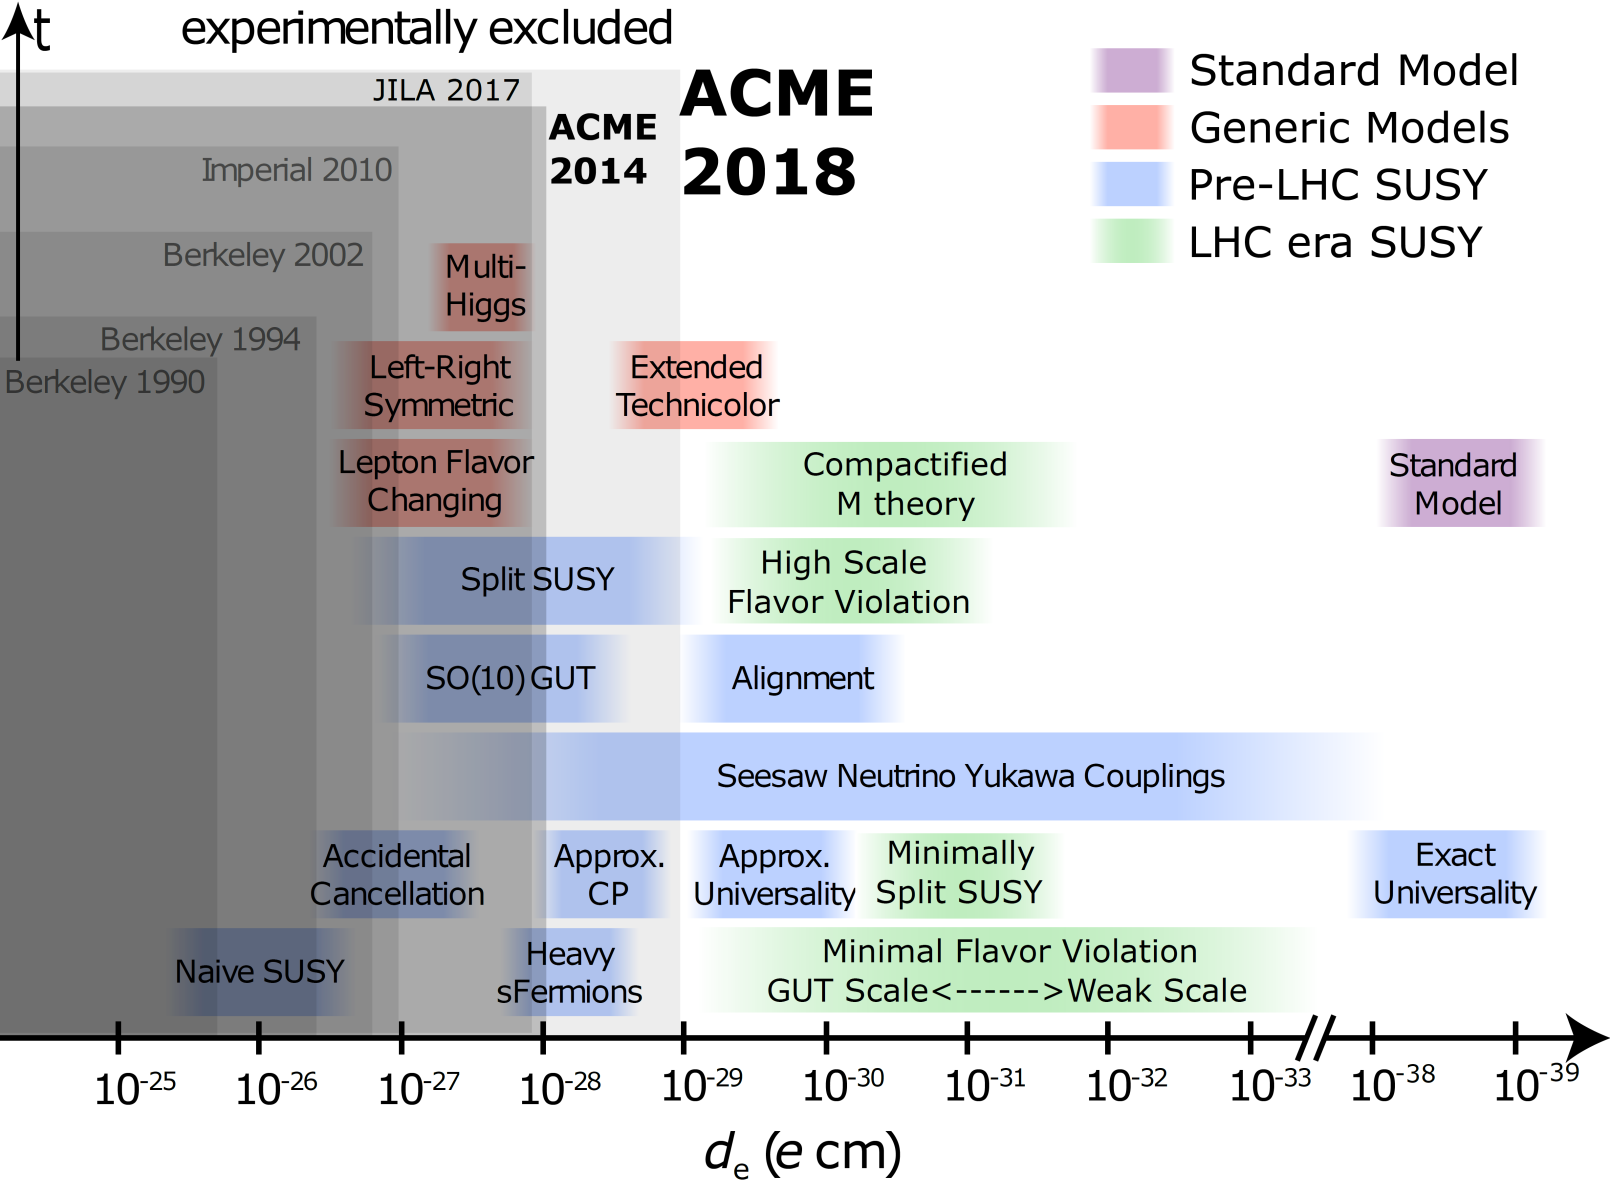 t
experimentally excluded
JILA 2017
ACME
2014
ACME
2018
Imperial 2010
Berkeley 2002
Berkeley 1994
Berkeley 1990
Standard Model
Generic Models
Pre-LHC SUSY
LHC era SUSY
Multi-
Higgs
Left-Right
Symmetric
Extended
Technicolor
Lepton Flavor
Changing
Compactified
M theory
Standard
Model
Split SUSY
High Scale
Flavor Violation
SO(10) GUT
Alignment
Seesaw Neutrino Yukawa Couplings
Accidental
Cancellation
Approx.
CP
Approx.
Universality
Minimally
Split SUSY
Exact
Universality
Naive SUSY
Heavy
sFermions
Minimal Flavor Violation
GUT Scale<------>Weak Scale
10-25 10-26 10-27 10-28 10-29 10-30 10-31 10-32 10-33 10-38 10-39
de (e cm)